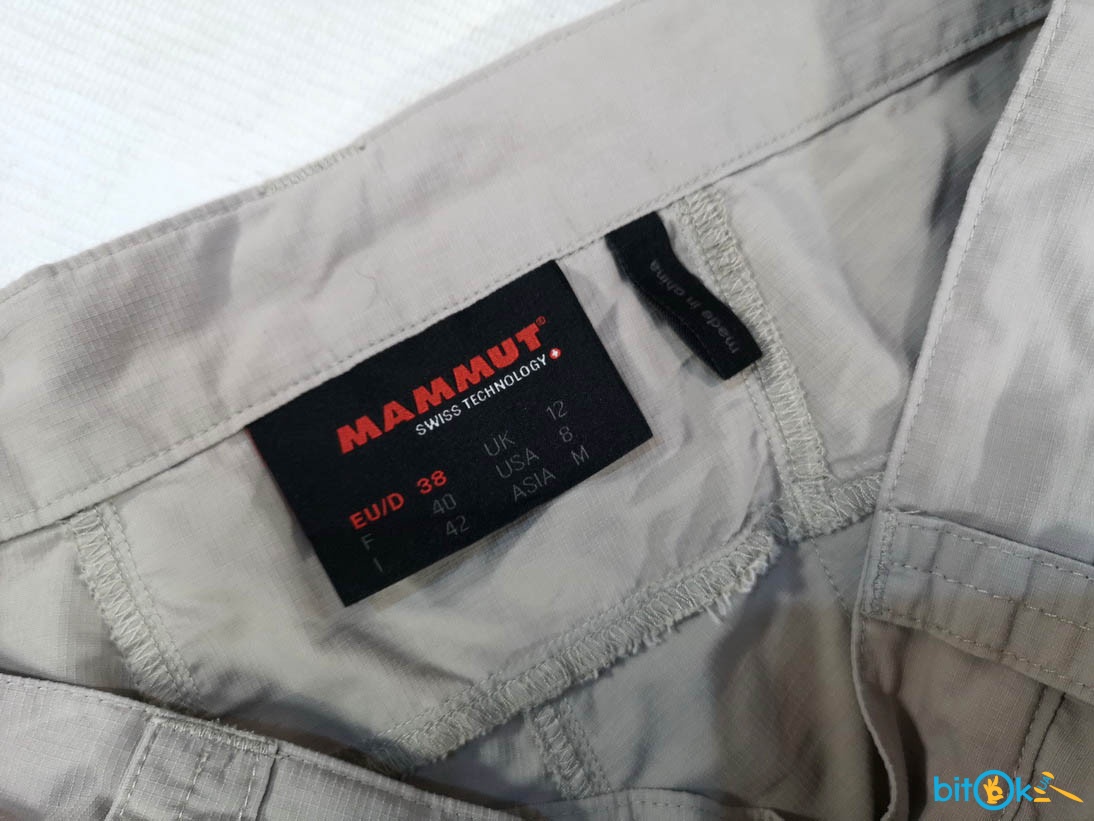 MAMMUT®
SWISS TECHNOLOGY
EU/D 38 UK 12
F 40 USA 8
I 42 ASIA M
made in china
bitOk